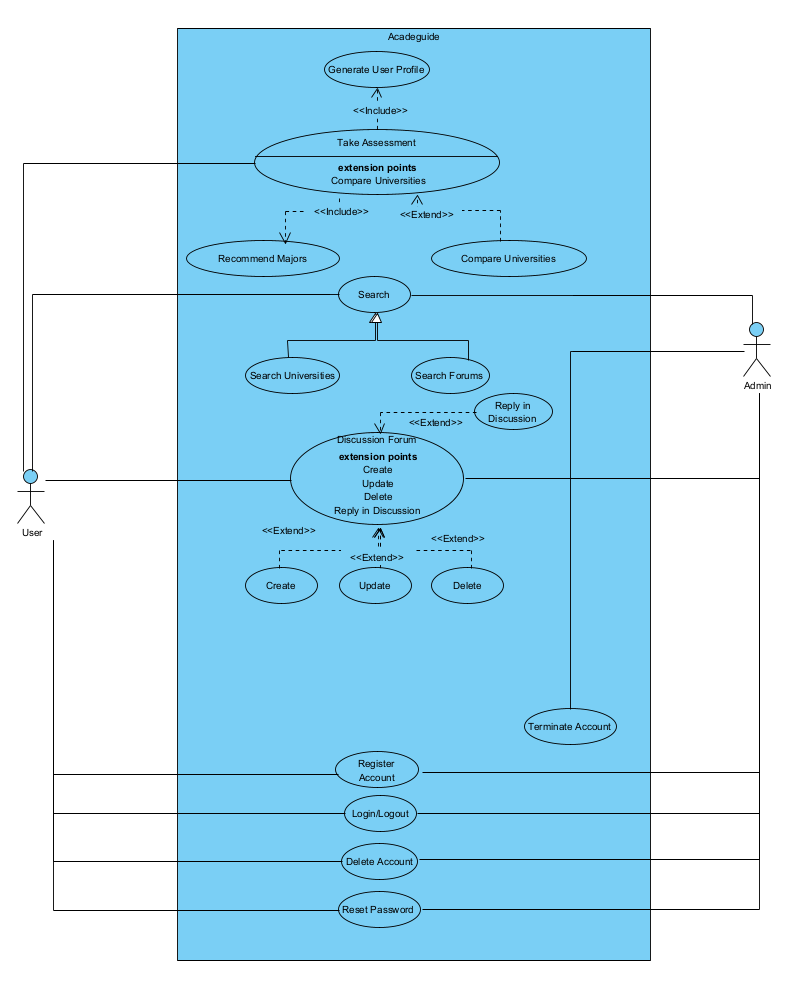 Acadeguide
Generate User Profile
<<Include>>
Take Assessment
extension points
Compare Universities
<<Include>>
<<Extend>>
Recommend Majors
Compare Universities
Search
Search Universities
Search Forums
Admin
Reply in
Discussion
<<Extend>>
Discussion Forum
extension points
Create
Update
Delete
Reply in Discussion
User
<<Extend>>
<<Extend>>
<<Extend>>
Create
Update
Delete
Terminate Account
Register
Account
Login/Logout
Delete Account
Reset Password